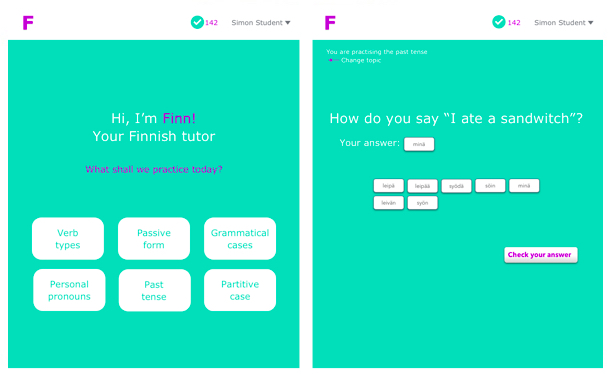 F
142 Simon Student
Hi, I'm Finn!
Your Finnish tutor
What shall we practice today?
Verb
types
Passive
form
Grammatical
cases
Personal
pronouns
Past
tense
Partitive
case
F
142 Simon Student
You are practising the past tense
Change topic
How do you say “I ate a sandwitch”?
Your answer: minä
leipä leipää syödä söin minä
leivän syön
Check your answer